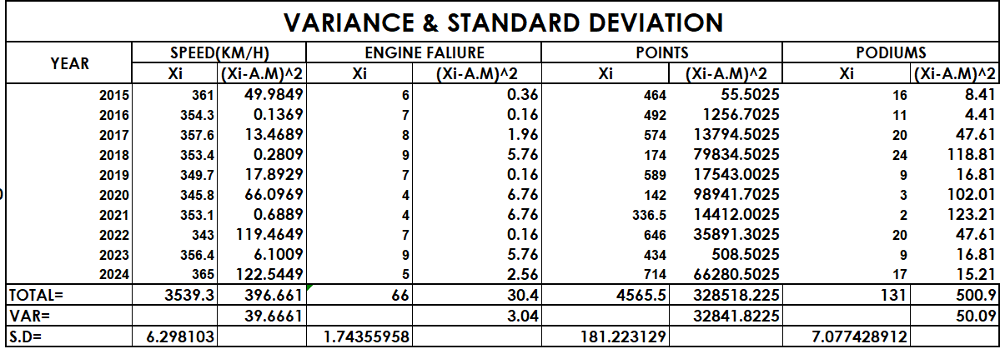 VARIANCE & STANDARD DEVIATION
YEAR SPEED(KM/H) ENGINE FALIURE POINTS PODIUMS
Xi (Xi-A.M)^2 Xi (Xi-A.M)^2 Xi (Xi-A.M)^2 Xi (Xi-A.M)^2
2015 361 49.9849 6 0.36 464 55.5025 16 8.41
2016 354.3 0.1369 7 0.16 492 1256.7025 11 4.41
2017 357.6 13.4689 8 1.96 574 13794.5025 20 47.61
2018 353.4 0.2809 9 5.76 174 79834.5025 24 118.81
2019 349.7 17.8929 7 0.16 589 17543.0025 9 16.81
2020 345.8 66.0969 4 6.76 142 98941.7025 3 102.01
2021 353.1 0.6889 4 6.76 336.5 14412.0025 2 123.21
2022 343 119.4649 7 0.16 646 35891.3025 20 47.61
2023 356.4 6.1009 9 5.76 434 508.5025 9 16.81
2024 365 122.5449 5 2.56 714 66280.5025 17 15.21
TOTAL= 3539.3 396.661 66 30.4 4565.5 328518.225 131 500.9
VAR= 39.6661 3.04 32841.8225 50.09
S.D= 6.298103 1.74355958 181.223129 7.077428912